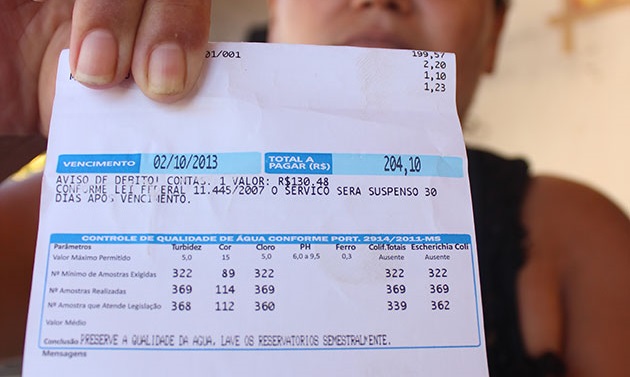 01/001
199,57
2,20
1,10
1,23
VENCIMENTO 02/10/2013 TOTAL A PAGAR (R$) 204,10
AVISO DE DEBITO! CONTAS. 1 VALOR: R$130.48
CONFORME LEI FEDERAL 11.445/2007 O SERVICO SERA SUSPENSO 30
DIAS APOS VENCIMENTO.
CONTROLE DE QUALIDADE DE ÁGUA CONFORME PORT. 2914/2011-MS
Parâmetros Turbidez Cor Cloro PH Ferro Colif.Totais Escherichia Coli
Valor Máximo Permitido 5,0 15 5,0 6,0 a 9,5 0,3 Ausente Ausente
Nº Mínimo de Amostras Exigidas 322 89 322 322 322
Nº Amostras Realizadas 369 114 369 369 369
Nº Amostra que Atende Legislação 368 112 360 339 362
Valor Médio
Conclusão PRESERVE A QUALIDADE DA AGUA, LAVE OS RESERVATORIOS SEMESTRALMENTE.
Mensagens